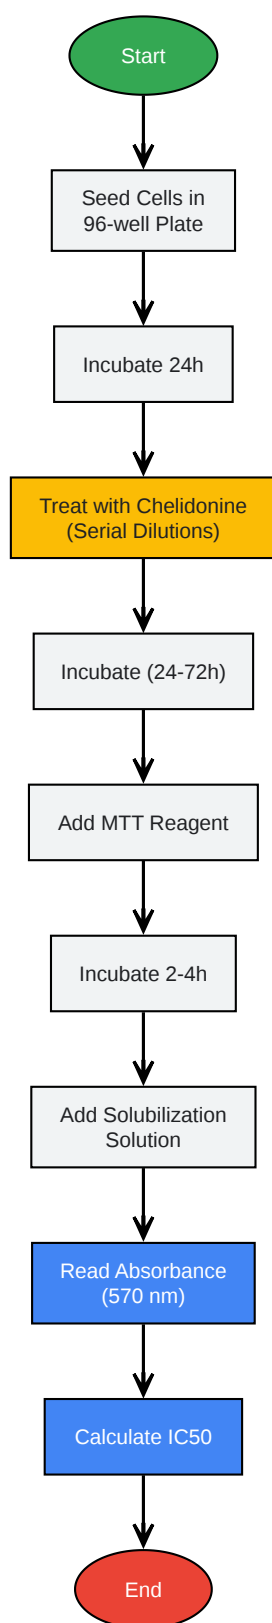 Start
Seed Cells in
96-well Plate
Incubate 24h
Treat with Chelidonine
(Serial Dilutions)
Incubate (24-72h)
Add MTT Reagent
Incubate 2-4h
Add Solubilization
Solution
Read Absorbance
(570 nm)
Calculate IC50
End